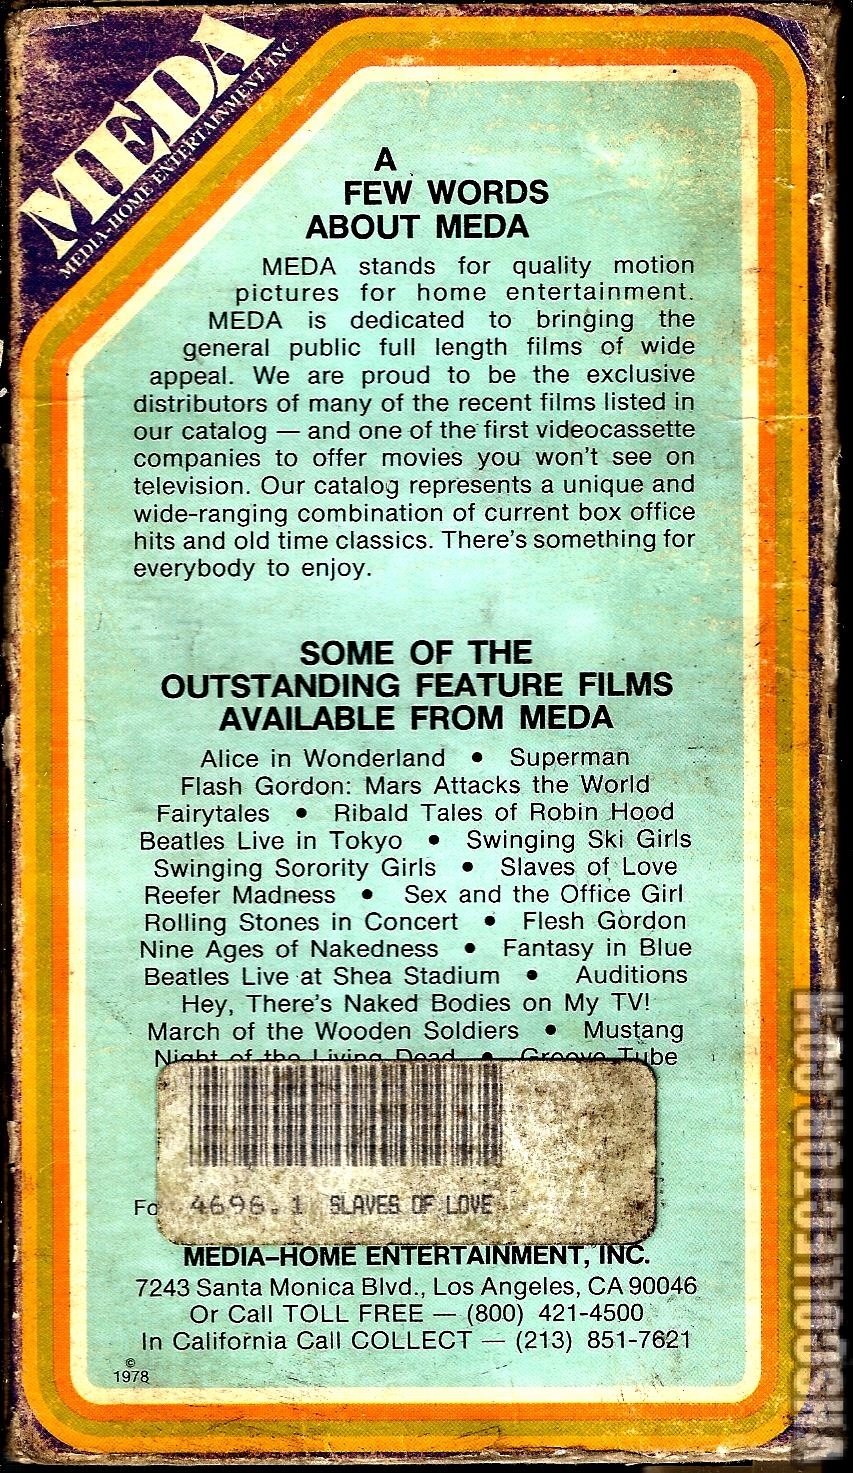 MEDA
MEDIA-HOME ENTERTAINMENT, INC.
A
FEW WORDS
ABOUT MEDA
MEDA stands for quality motion
pictures for home entertainment.
MEDA is dedicated to bringing the
general public full length films of wide
appeal. We are proud to be the exclusive
distributors of many of the recent films listed in
our catalog — and one of the first videocassette
companies to offer movies you won't see on
television. Our catalog represents a unique and
wide-ranging combination of current box office
hits and old time classics. There's something for
everybody to enjoy.
SOME OF THE
OUTSTANDING FEATURE FILMS
AVAILABLE FROM MEDA
Alice in Wonderland • Superman
Flash Gordon: Mars Attacks the World
Fairytales • Ribald Tales of Robin Hood
Beatles Live in Tokyo • Swinging Ski Girls
Swinging Sorority Girls • Slaves of Love
Reefer Madness • Sex and the Office Girl
Rolling Stones in Concert • Flesh Gordon
Nine Ages of Nakedness • Fantasy in Blue
Beatles Live at Shea Stadium • Auditions
Hey, There's Naked Bodies on My TV!
March of the Wooden Soldiers • Mustang
Night of the Living Dead • Groove Tube
4696.1 SLAVES OF LOVE
MEDIA-HOME ENTERTAINMENT, INC.
7243 Santa Monica Blvd., Los Angeles, CA 90046
Or Call TOLL FREE — (800) 421-4500
In California Call COLLECT — (213) 851-7621
©
1978
VHSCOLLECTOR.COM